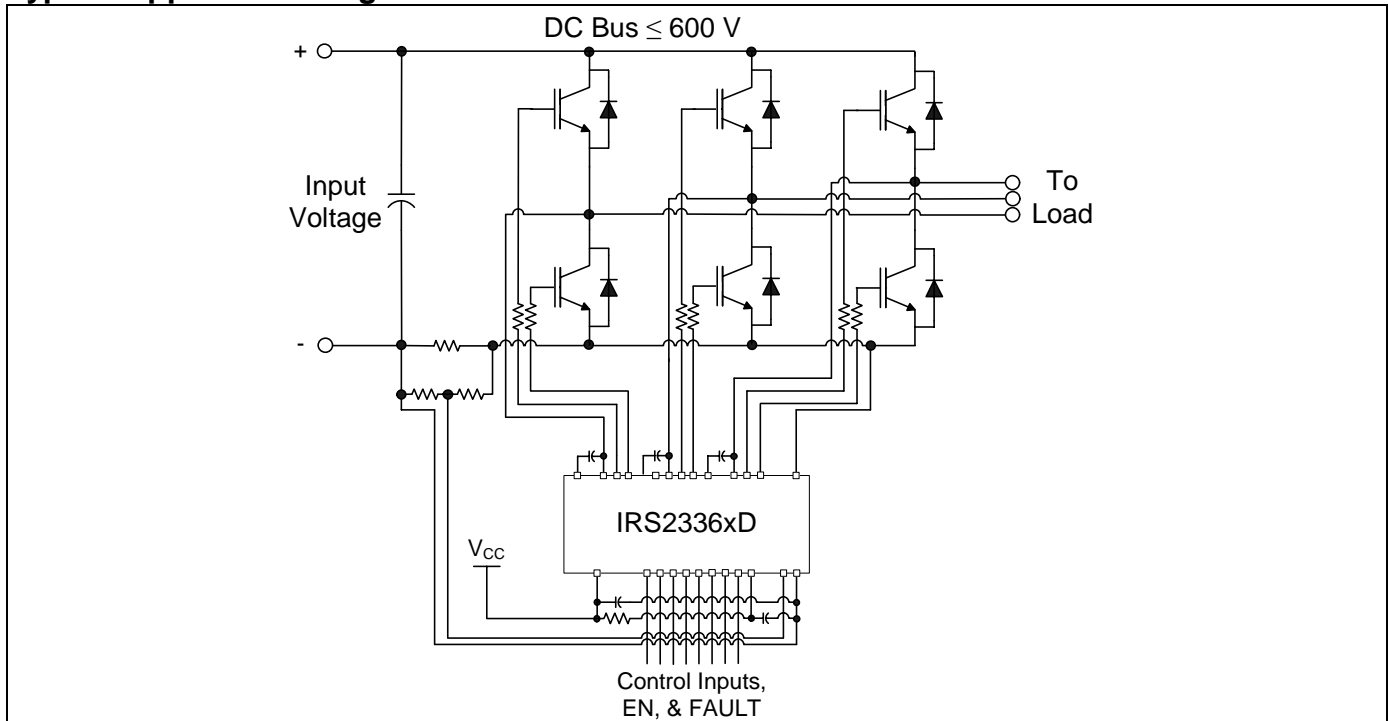 DC Bus ≤ 600 V
+
Input
Voltage
To
Load
-
IRS2336xD
VCC
Control Inputs,
EN, & FAULT